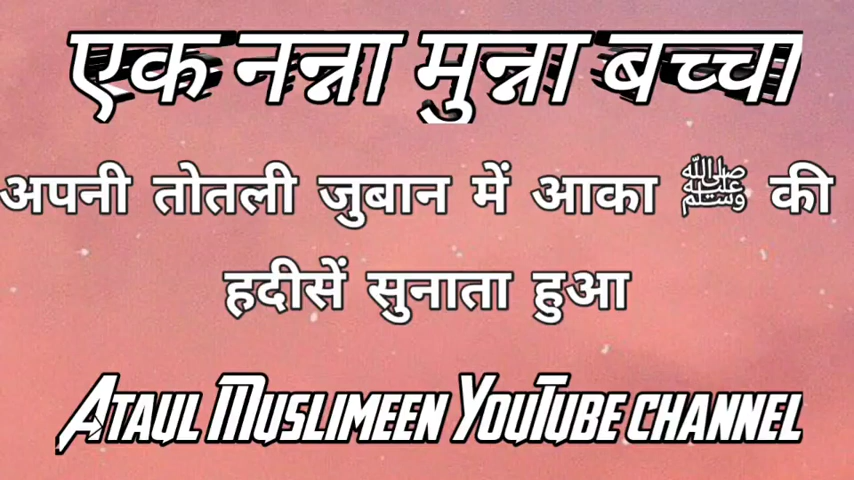 एक नन्ना मुन्ना बच्चा
अपनी तोतली जुबान में आका ﷺ की
हदीसें सुनाता हुआ
Ataul Muslimeen YouTube channel